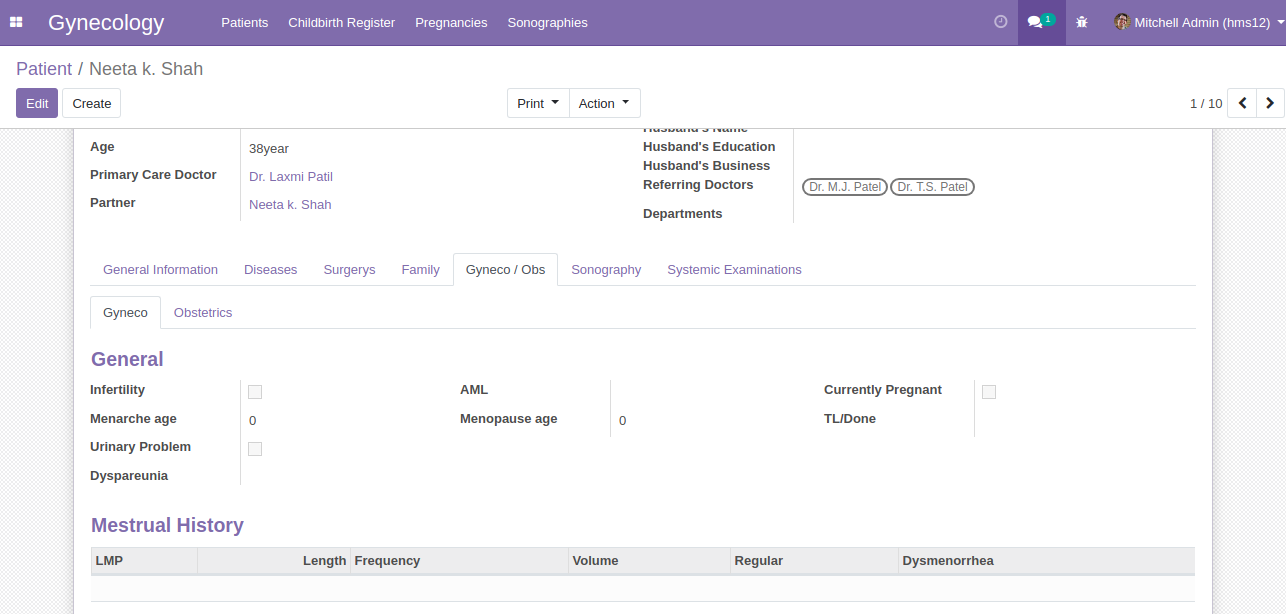 Gynecology Patients Childbirth Register Pregnancies Sonographies 1 Mitchell Admin (hms12)
Patient / Neeta k. Shah
Edit Create Print Action 1 / 10
Husband's Name
Age 38year
Husband's Education
Husband's Business
Primary Care Doctor Dr. Laxmi Patil
Referring Doctors Dr. M.J. Patel Dr. T.S. Patel
Partner Neeta k. Shah
Departments
General Information Diseases Surgerys Family Gyneco / Obs Sonography Systemic Examinations
Gyneco Obstetrics
General
Infertility AML Currently Pregnant
Menarche age 0 Menopause age 0 TL/Done
Urinary Problem
Dyspareunia
Mestrual History
LMP Length Frequency Volume Regular Dysmenorrhea